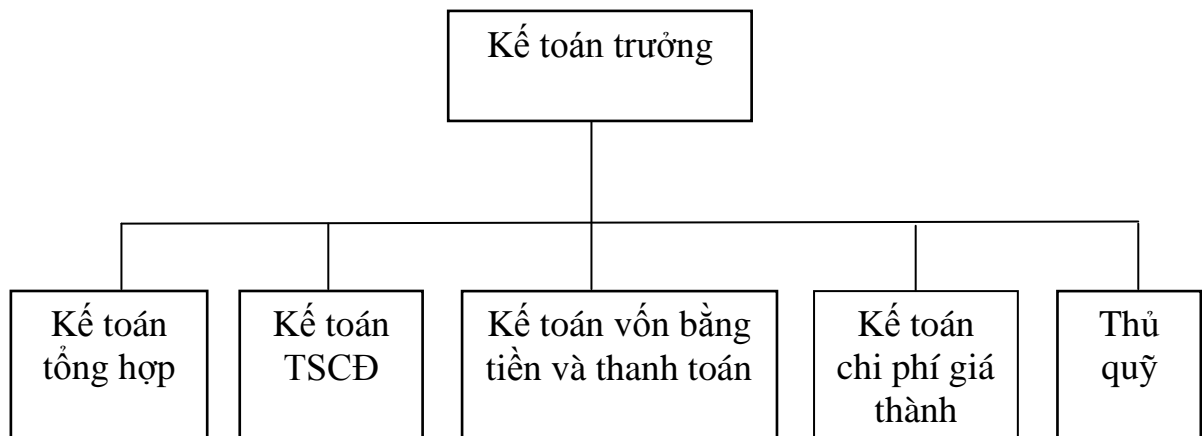 Kế toán trưởng
Kế toán
tổng hợp
Kế toán
TSCĐ
Kế toán vốn bằng
tiền và thanh toán
Kế toán
chi phí giá
thành
Thủ
quỹ